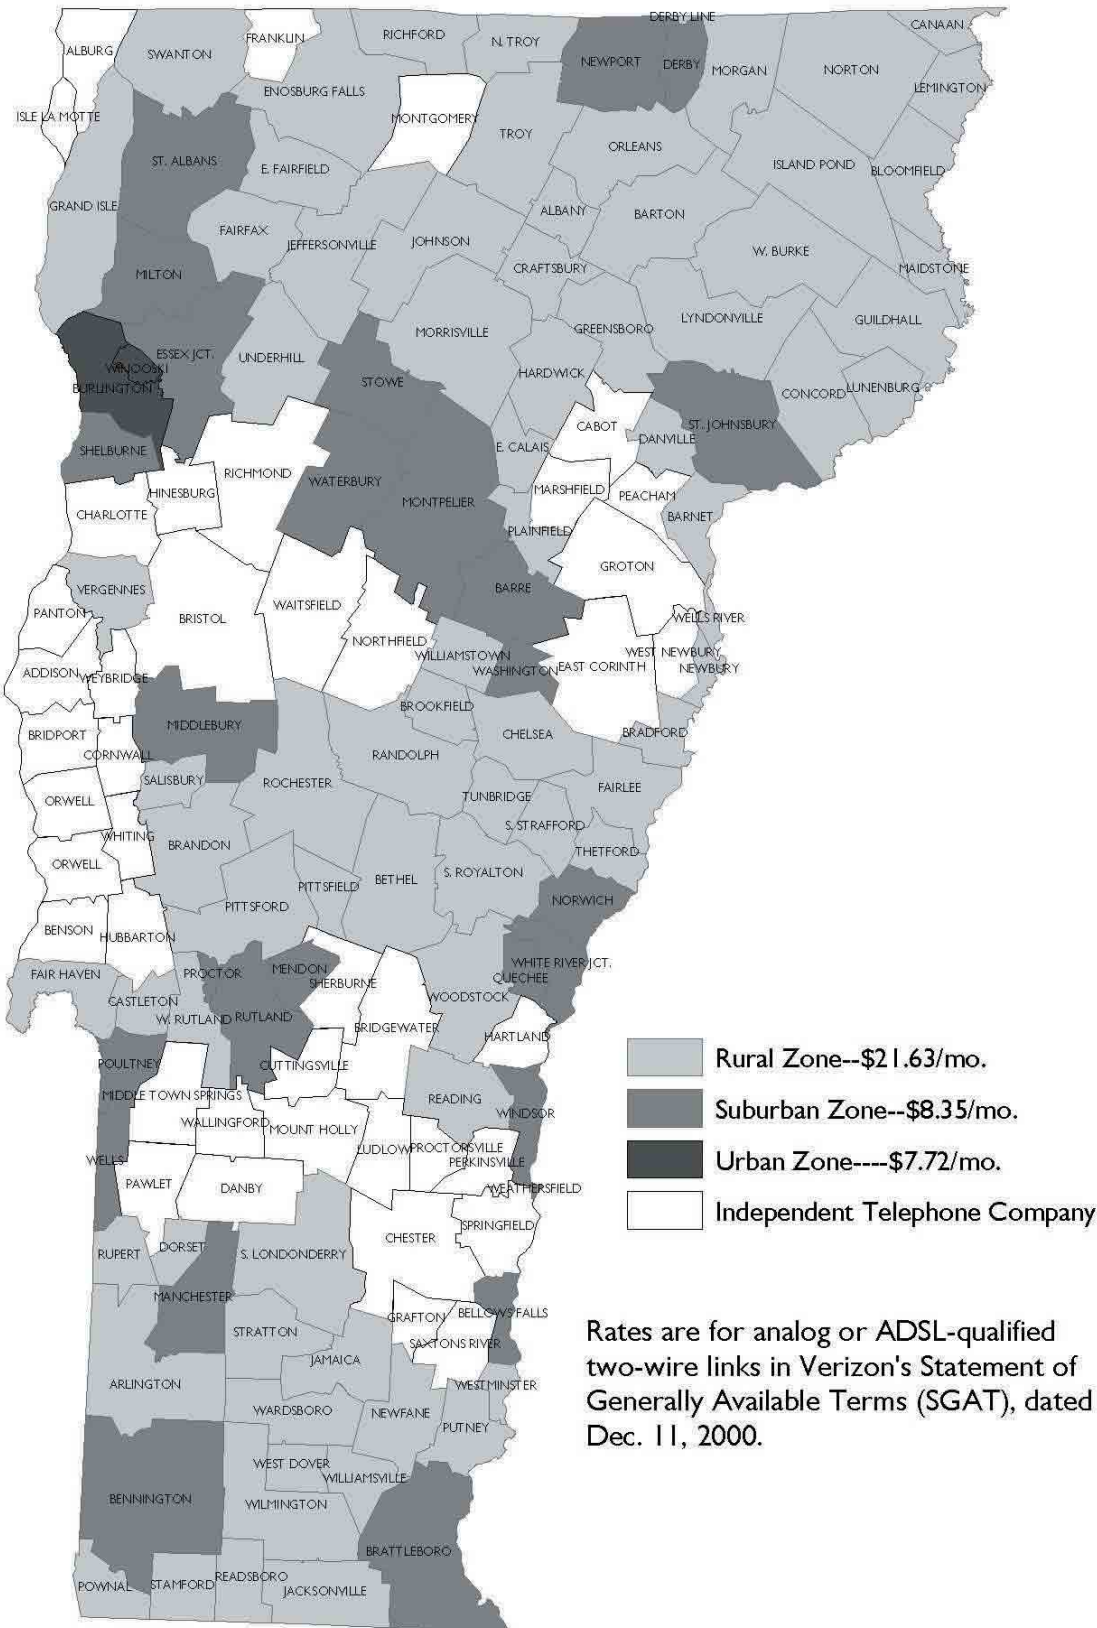 DERBY LINE
CANAAN
ALBURG
FRANKLIN
RICHFORD
N. TROY
SWANTON
NEWPORT
DERBY
MORGAN
NORTON
ENOSBURG FALLS
LEMINGTON
ISLE LA MOTTE
MONTGOMERY
TROY
ORLEANS
ST. ALBANS
E. FAIRFIELD
ISLAND POND
BLOOMFIELD
GRAND ISLE
ALBANY
BARTON
FAIRFAX
JEFFERSONVILLE
JOHNSON
W. BURKE
MILTON
CRAFTSBURY
MAIDSTONE
MORRISVILLE
GREENSBORO
LYNDONVILLE
GUILDHALL
ESSEX JCT.
UNDERHILL
WINOOSKI
BURLINGTON
STOWE
HARDWICK
CONCORD
LUNENBURG
CABOT
ST. JOHNSBURY
DANVILLE
SHELBURNE
E. CALAIS
RICHMOND
WATERBURY
HINESBURG
MARSHFIELD
PEACHAM
MONTPELIER
CHARLOTTE
PLAINFIELD
BARNET
GROTON
VERGENNES
BARRE
PANTON
BRISTOL
WAITSFIELD
WELLS RIVER
NORTHFIELD
WILLIAMSTOWN
WEST NEWBURY
ADDISON
WEYBRIDGE
WASHINGTON
EAST CORINTH
NEWBURY
BROOKFIELD
MIDDLEBURY
BRIDPORT
CHELSEA
BRADFORD
CORNWALL
RANDOLPH
SALISBURY
ROCHESTER
FAIRLEE
ORWELL
TUNBRIDGE
S. STRAFFORD
WHITING
BRANDON
THETFORD
ORWELL
S. ROYALTON
BETHEL
PITTSFIELD
NORWICH
PITTSFORD
BENSON
HUBBARTON
WHITE RIVER JCT.
FAIR HAVEN
PROCTOR
MENDON
SHERBURNE
QUECHEE
CASTLETON
WOODSTOCK
W. RUTLAND
RUTLAND
BRIDGEWATER
HARTLAND
POULTNEY
CUTTINGSVILLE
MIDDLE TOWN SPRINGS
READING
WINDSOR
WALLINGFORD
MOUNT HOLLY
LUDLOW
PROCTORSVILLE
WELLS
PERKINSVILLE
PAWLET
DANBY
WEATHERSFIELD
SPRINGFIELD
CHESTER
RUPERT
DORSET
S. LONDONDERRY
MANCHESTER
GRAFTON
BELLOWS FALLS
STRATTON
SAXTONS RIVER
JAMAICA
ARLINGTON
WESTMINSTER
WARDSBORO
NEWFANE
PUTNEY
WEST DOVER
WILLIAMSVILLE
BENNINGTON
WILMINGTON
BRATTLEBORO
POWNAL
STAMFORD
READSBORO
JACKSONVILLE
Rural Zone--$21.63/mo.
Suburban Zone--$8.35/mo.
Urban Zone----$7.72/mo.
Independent Telephone Company
Rates are for analog or ADSL-qualified
two-wire links in Verizon's Statement of
Generally Available Terms (SGAT), dated
Dec. 11, 2000.